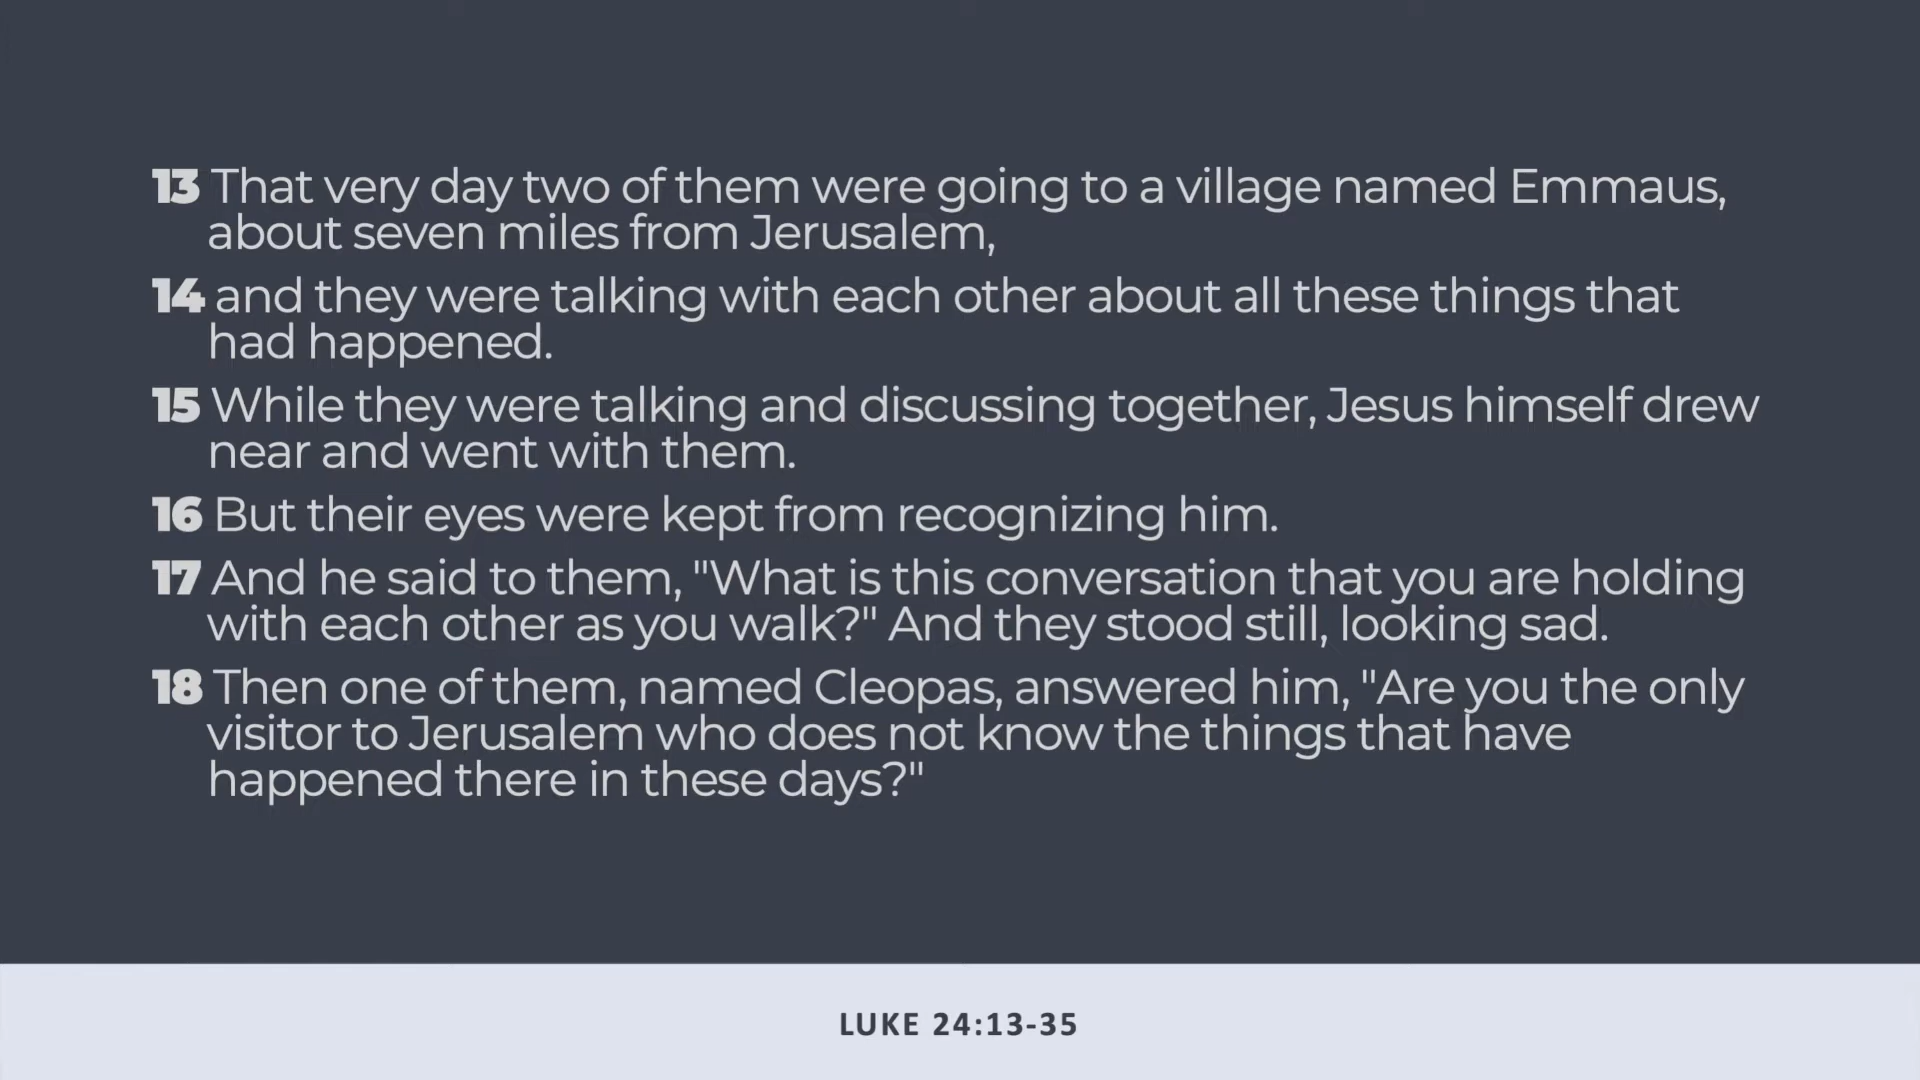 13 That very day two of them were going to a village named Emmaus,
about seven miles from Jerusalem,
14 and they were talking with each other about all these things that
had happened.
15 While they were talking and discussing together, Jesus himself drew
near and went with them.
16 But their eyes were kept from recognizing him.
17 And he said to them, "What is this conversation that you are holding
with each other as you walk?" And they stood still, looking sad.
18 Then one of them, named Cleopas, answered him, "Are you the only
visitor to Jerusalem who does not know the things that have
happened there in these days?"
LUKE 24:13-35